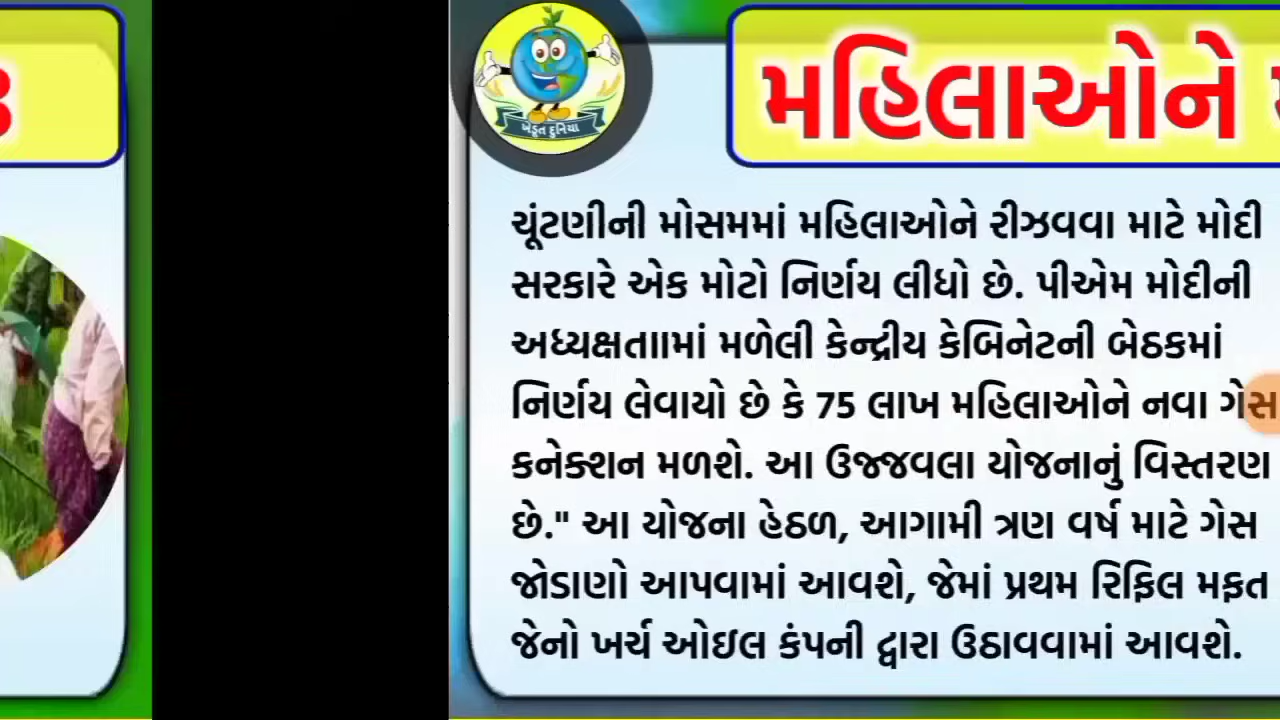 ખેડૂત દુનિયા
મહિલાઓને
ચૂંટણીની મોસમમાં મહિલાઓને રીઝવવા માટે મોદી
સરકારે એક મોટો નિર્ણય લીધો છે. પીએમ મોદીની
અધ્યક્ષતાામાં મળેલી કેન્દ્રીય કેબિનેટની બેઠકમાં
નિર્ણય લેવાયો છે કે 75 લાખ મહિલાઓને નવા ગેસ
કનેક્શન મળશે. આ ઉજ્જવલા યોજનાનું વિસ્તરણ
છે." આ યોજના હેઠળ, આગામી ત્રણ વર્ષ માટે ગેસ
જોડાણો આપવામાં આવશે, જેમાં પ્રથમ રિફિલ મફત
જેનો ખર્ચ ઓઇલ કંપની દ્વારા ઉઠાવવામાં આવશે.